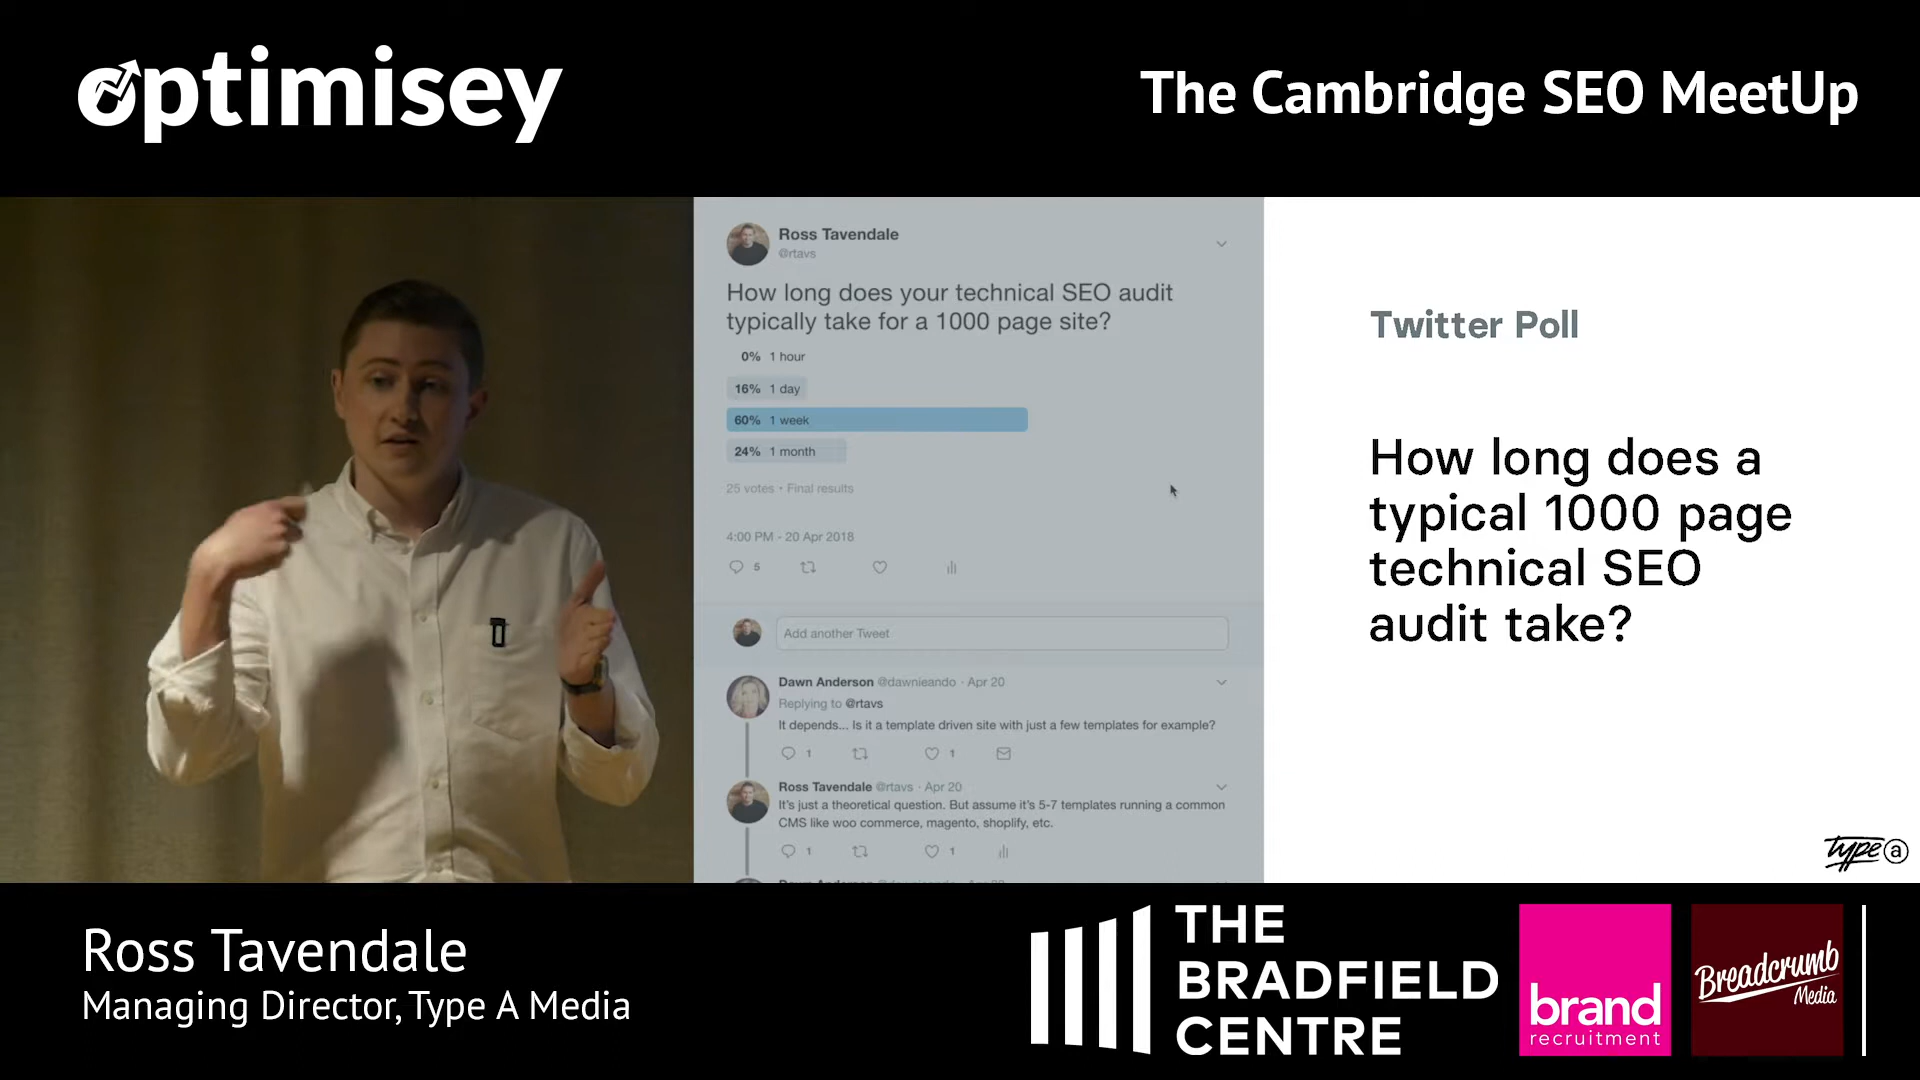 optimisey
The Cambridge SEO MeetUp
Ross Tavendale
@rtavs
How long does your technical SEO audit
typically take for a 1000 page site?
0% 1 hour
16% 1 day
60% 1 week
24% 1 month
25 votes • Final results
4:00 PM - 20 Apr 2018
5
Add another Tweet
Dawn Anderson @dawnieando · Apr 20
Replying to @rtavs
It depends... Is it a template driven site with just a few templates for example?
1 1
Ross Tavendale @rtavs · Apr 20
It's just a theoretical question. But assume it's 5-7 templates running a common
CMS like woo commerce, magento, shoplify, etc.
1 1
Twitter Poll
How long does a
typical 1000 page
technical SEO
audit take?
type a
Ross Tavendale
Managing Director, Type A Media
THE
BRADFIELD
CENTRE
brand
recruitment
Breadcrumb
Media